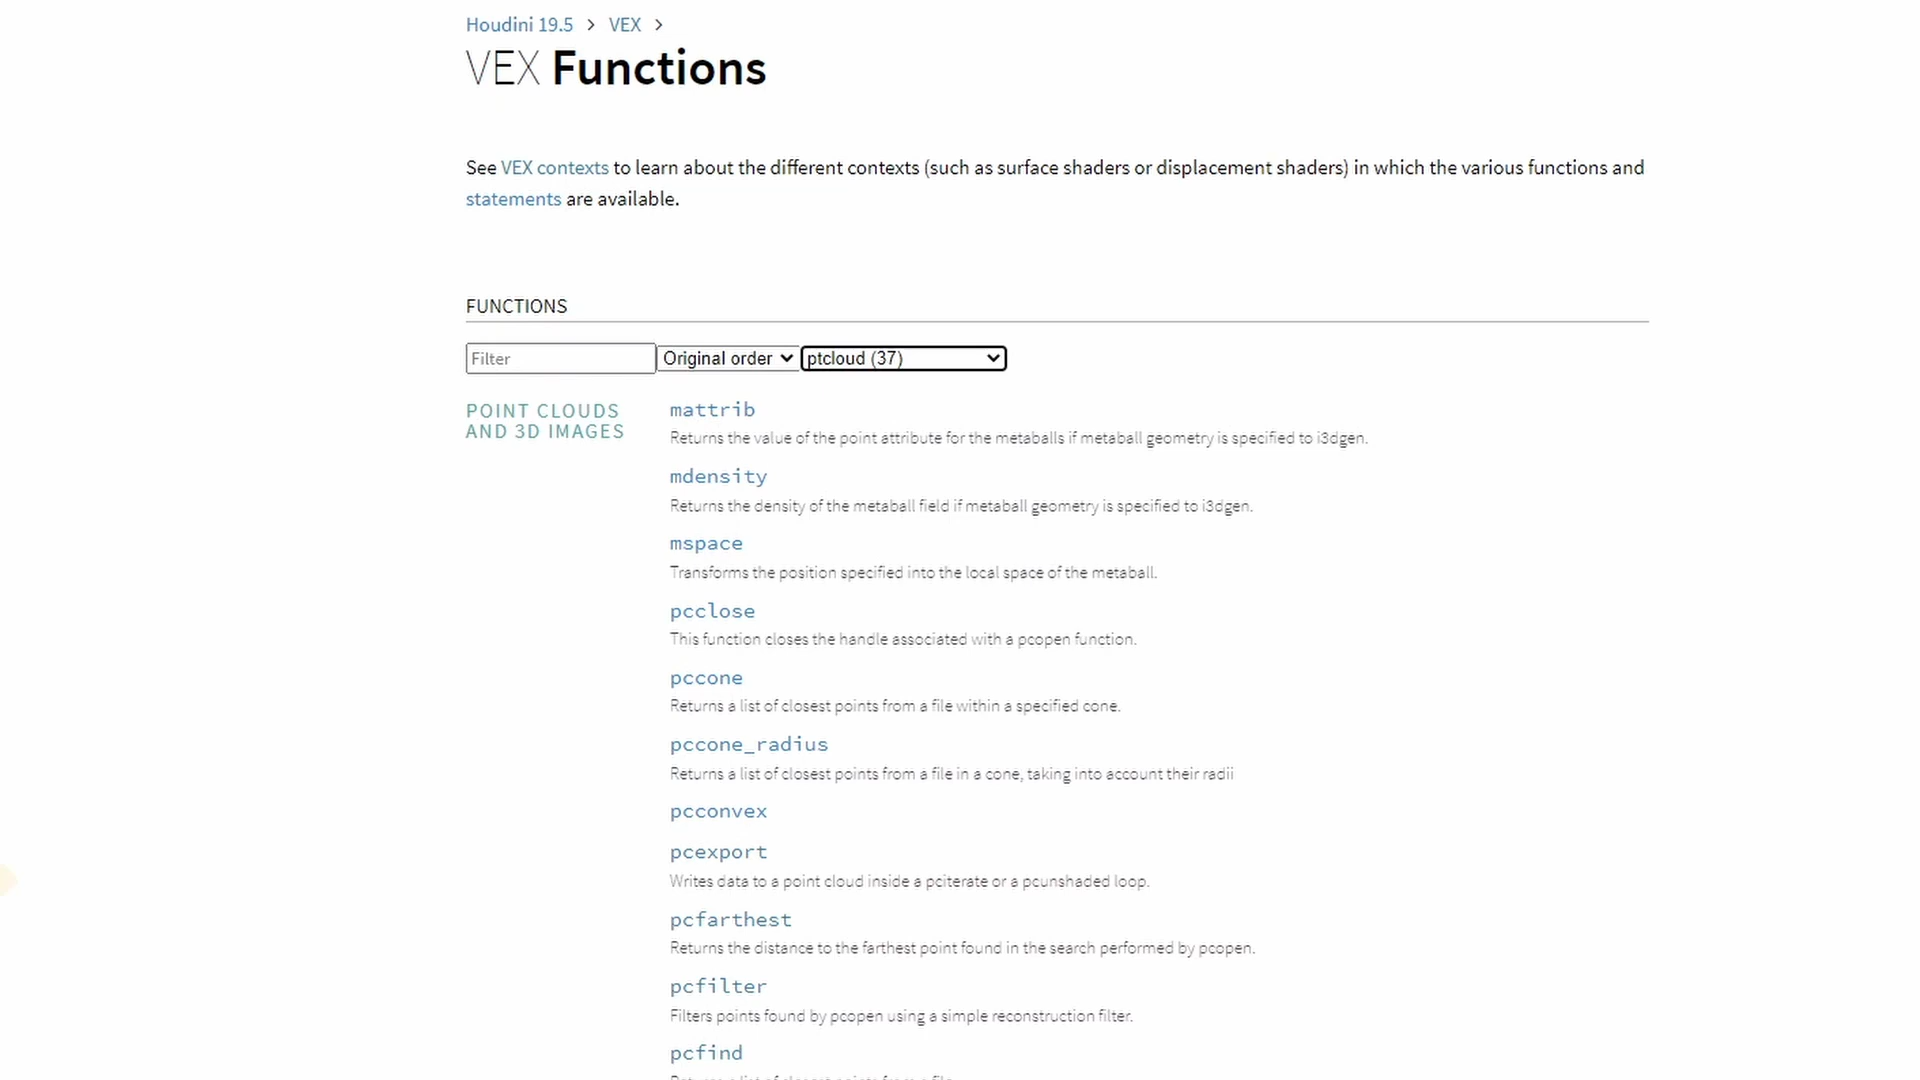 Houdini 19.5 > VEX >
VEX Functions
See VEX contexts to learn about the different contexts (such as surface shaders or displacement shaders) in which the various functions and
statements are available.
FUNCTIONS
Filter Original order ptcloud (37)
POINT CLOUDS
AND 3D IMAGES
mattrib
Returns the value of the point attribute for the metaballs if metaball geometry is specified to i3dgen.
mdensity
Returns the density of the metaball field if metaball geometry is specified to i3dgen.
mspace
Transforms the position specified into the local space of the metaball.
pcclose
This function closes the handle associated with a pcopen function.
pccone
Returns a list of closest points from a file within a specified cone.
pccone_radius
Returns a list of closest points from a file in a cone, taking into account their radii
pcconvex
pcexport
Writes data to a point cloud inside a pciterate or a pcunshaded loop.
pcfarthest
Returns the distance to the farthest point found in the search performed by pcopen.
pcfilter
Filters points found by pcopen using a simple reconstruction filter.
pcfind